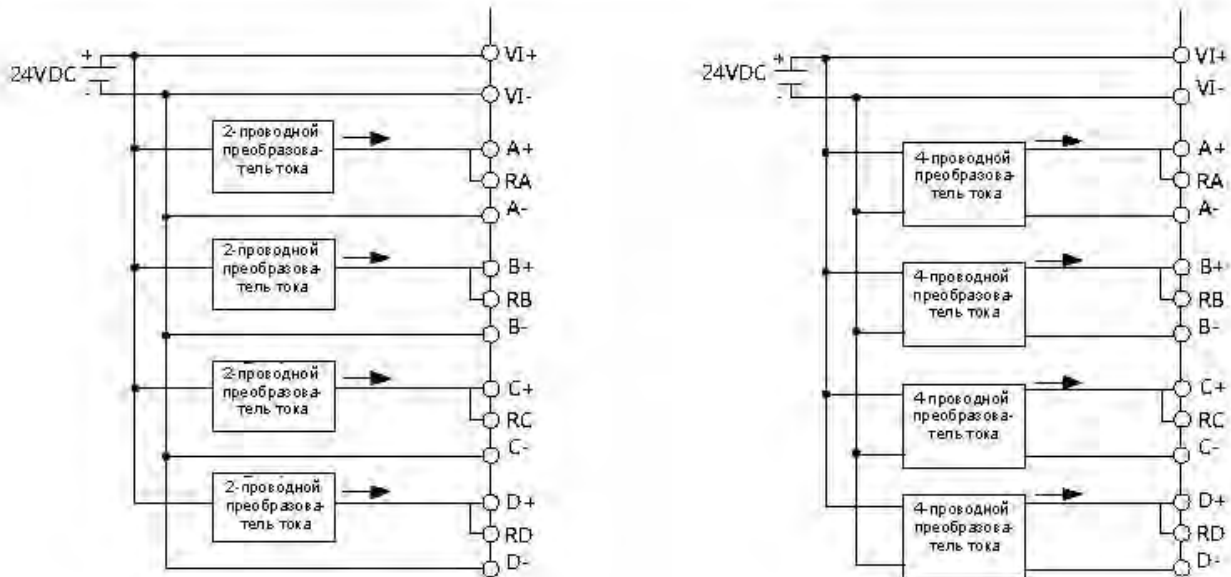 +
24VDC
-
VI+
VI-
2-проводной
преобразова-
тель тока
A+
RA
A-
2-проводной
преобразова-
тель тока
B+
RB
B-
2-проводной
преобразова-
тель тока
C+
RC
C-
2-проводной
преобразова-
тель тока
D+
RD
D-
+
24VDC
-
VI+
VI-
4-проводной
преобразова-
тель тока
A+
RA
A-
4-проводной
преобразова-
тель тока
B+
RB
B-
4-проводной
преобразова-
тель тока
C+
RC
C-
4-проводной
преобразова-
тель тока
D+
RD
D-